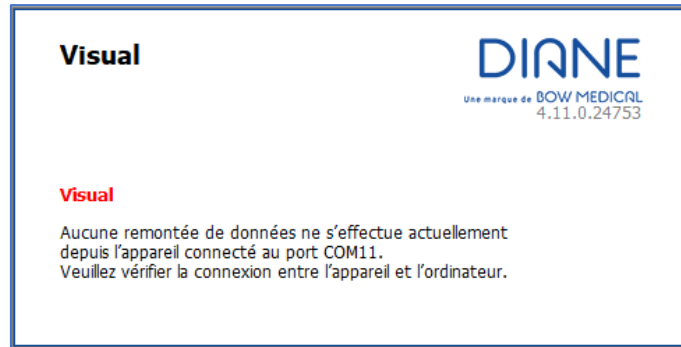 Visual
DIANE
Une marque de BOW MEDICAL
4.11.0.24753
Visual
Aucune remontée de données ne s’effectue actuellement
depuis l’appareil connecté au port COM11.
Veuillez vérifier la connexion entre l’appareil et l’ordinateur.